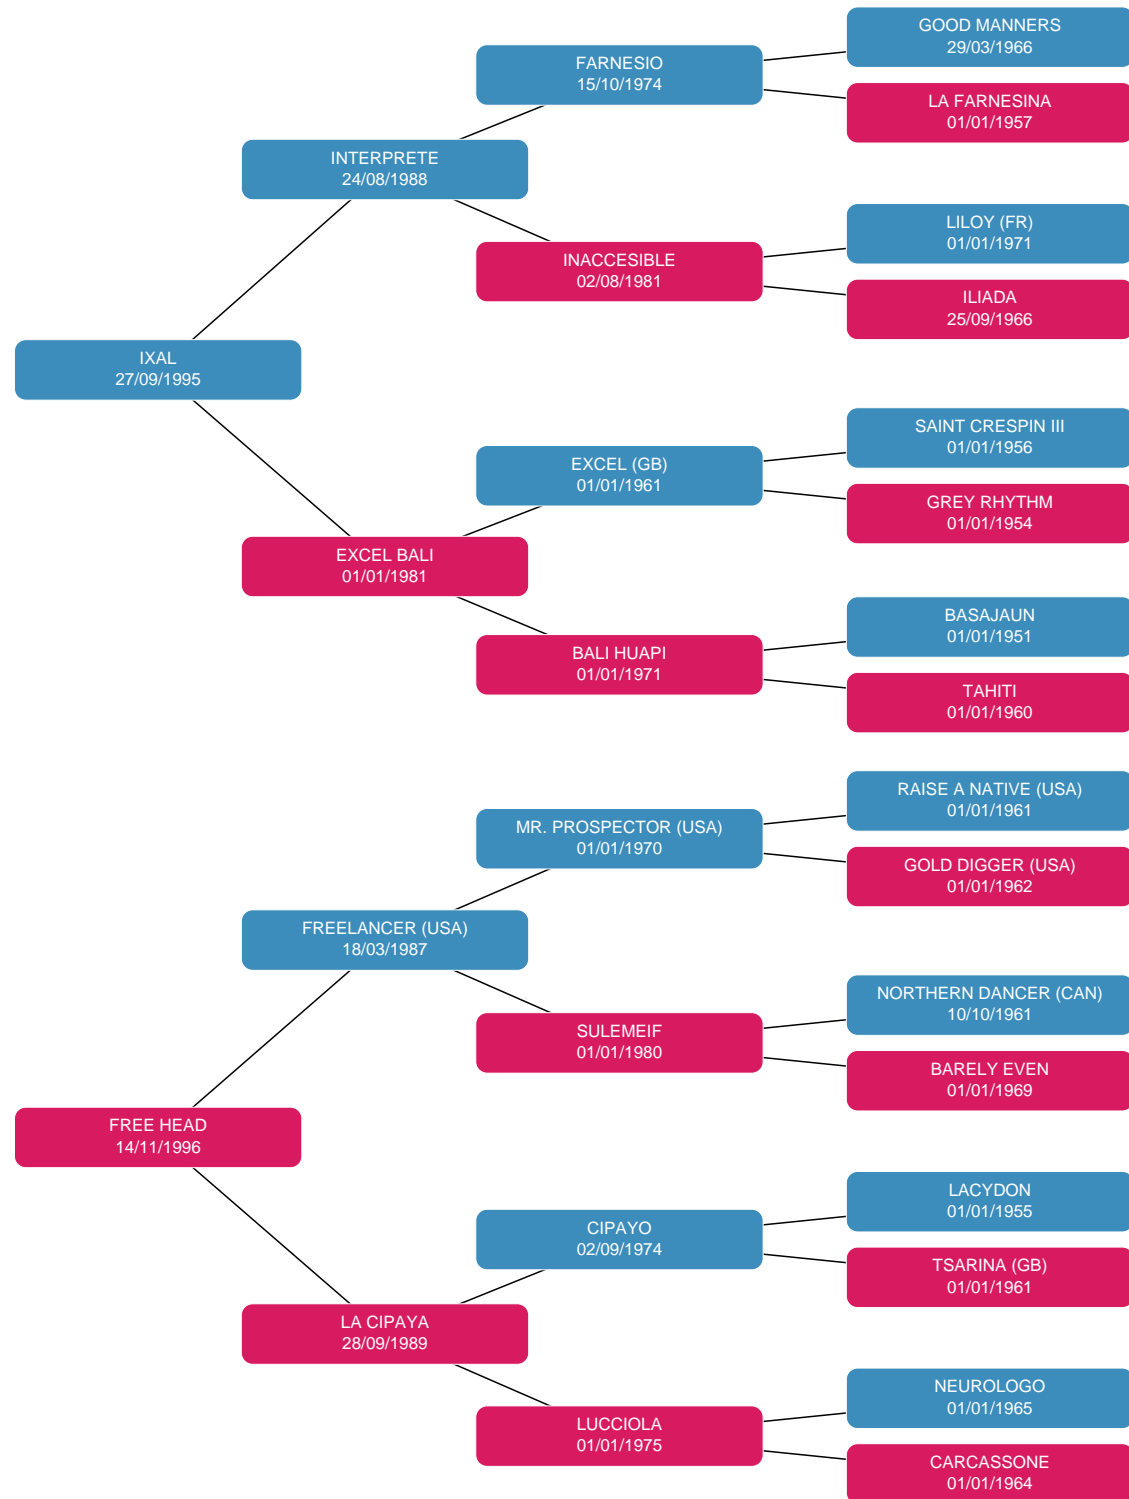 GOOD MANNERS
29/03/1966
FARNESIO
15/10/1974
LA FARNESINA
01/01/1957
INTERPRETE
24/08/1988
LILOY (FR)
01/01/1971
INACCESIBLE
02/08/1981
ILIADA
25/09/1966
IXAL
27/09/1995
SAINT CRESPIN III
01/01/1956
EXCEL (GB)
01/01/1961
GREY RHYTHM
01/01/1954
EXCEL BALI
01/01/1981
BASAJAUN
01/01/1951
BALI HUAPI
01/01/1971
TAHITI
01/01/1960
RAISE A NATIVE (USA)
01/01/1961
MR. PROSPECTOR (USA)
01/01/1970
GOLD DIGGER (USA)
01/01/1962
FREELANCER (USA)
18/03/1987
NORTHERN DANCER (CAN)
10/10/1961
SULEMEIF
01/01/1980
BARELY EVEN
01/01/1969
FREE HEAD
14/11/1996
LACYDON
01/01/1955
CIPAYO
02/09/1974
TSARINA (GB)
01/01/1961
LA CIPAYA
28/09/1989
NEUROLOGO
01/01/1965
LUCCIOLA
01/01/1975
CARCASSONE
01/01/1964